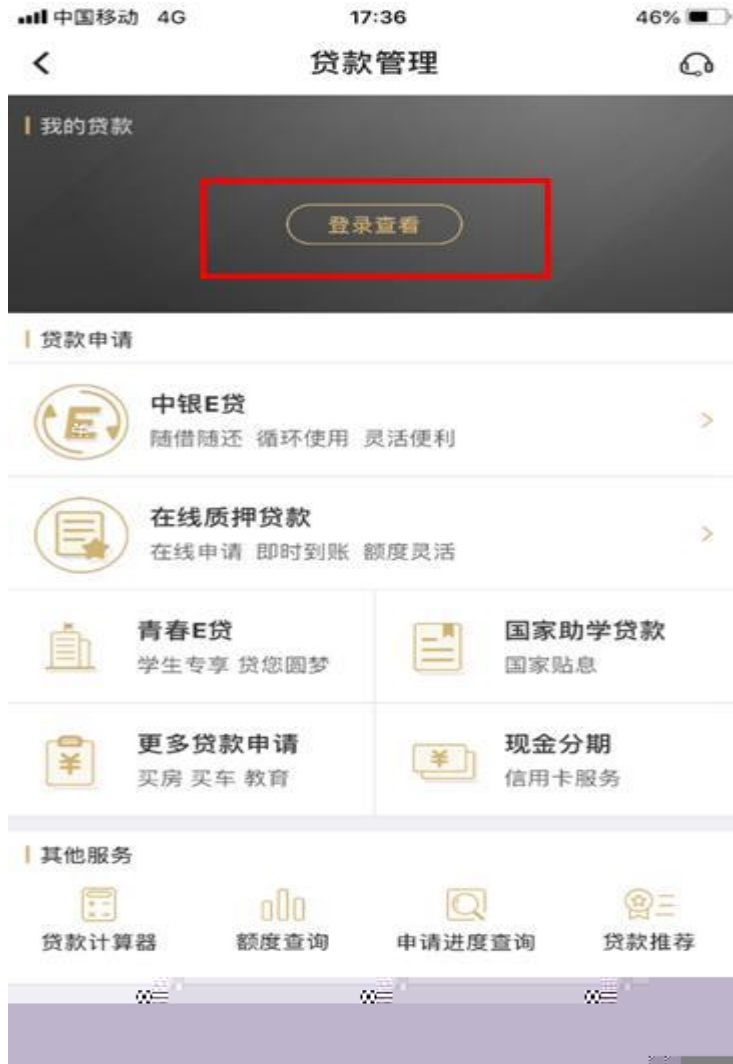 中国移动 4G 17:36 46%
贷款管理
我的贷款
登录查看
贷款申请
中银E贷
随借随还 循环使用 灵活便利
在线质押贷款
在线申请 即时到账 额度灵活
青春E贷
学生专享 贷您圆梦
国家助学贷款
国家贴息
更多贷款申请
买房 买车 教育
现金分期
信用卡服务
其他服务
贷款计算器 额度查询 申请进度查询 贷款推荐